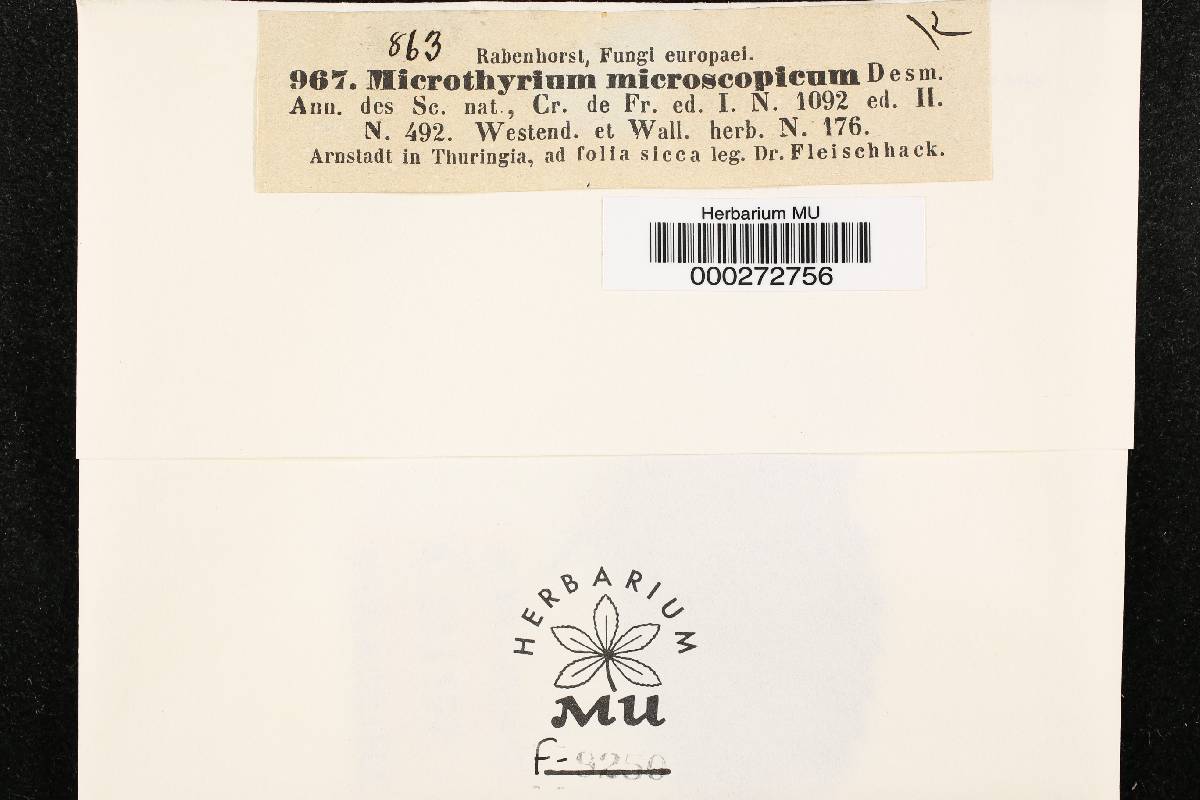 863
Rabenhorst, Fungi europaei.
967. Microthyrium microscopicum Desm.
Ann. des Sc. nat., Cr. de Fr. ed. I. N. 1092 ed. II.
N. 492. Westend. et Wall. herb. N. 176.
Arnstadt in Thuringia, ad folia sicca leg. Dr. Fleischhack.
Herbarium MU
000272756
HERBARIUM
MU
F-9250